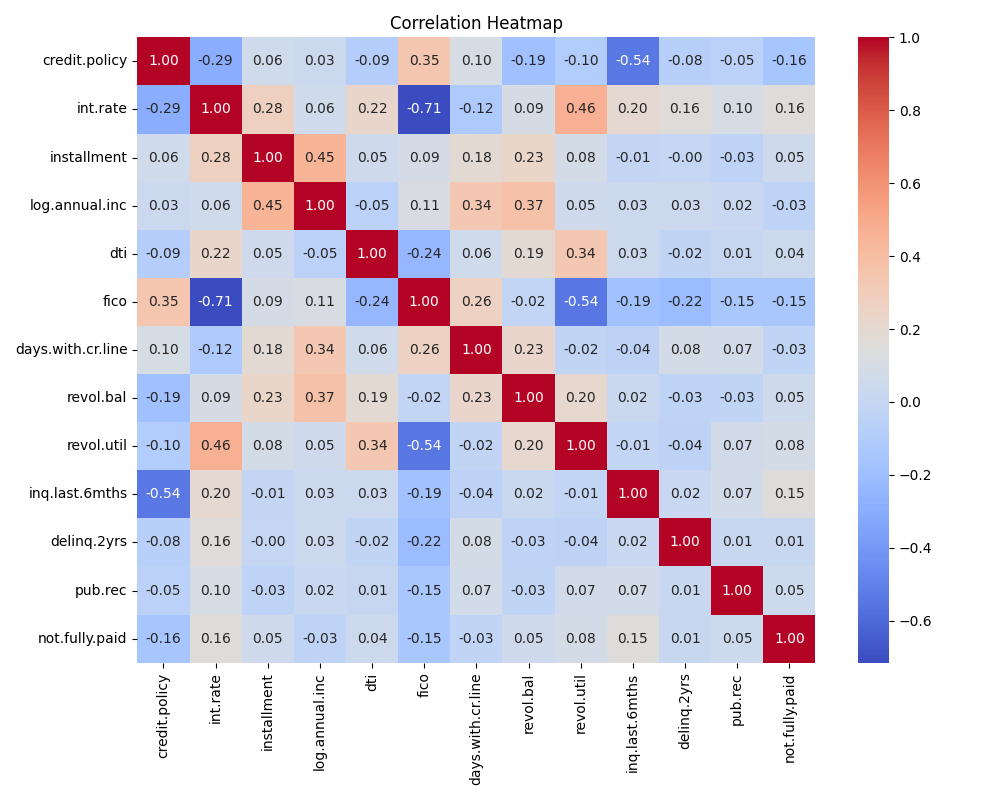 Correlation Heatmap
credit.policy 1.00 -0.29 0.06 0.03 -0.09 0.35 0.10 -0.19 -0.10 -0.54 -0.08 -0.05 -0.16
int.rate -0.29 1.00 0.28 0.06 0.22 -0.71 -0.12 0.09 0.46 0.20 0.16 0.10 0.16
installment 0.06 0.28 1.00 0.45 0.05 0.09 0.18 0.23 0.08 -0.01 -0.00 -0.03 0.05
log.annual.inc 0.03 0.06 0.45 1.00 -0.05 0.11 0.34 0.37 0.05 0.03 0.03 0.02 -0.03
dti -0.09 0.22 0.05 -0.05 1.00 -0.24 0.06 0.19 0.34 0.03 -0.02 0.01 0.04
fico 0.35 -0.71 0.09 0.11 -0.24 1.00 0.26 -0.02 -0.54 -0.19 -0.22 -0.15 -0.15
days.with.cr.line 0.10 -0.12 0.18 0.34 0.06 0.26 1.00 0.23 -0.02 -0.04 0.08 0.07 -0.03
revol.bal -0.19 0.09 0.23 0.37 0.19 -0.02 0.23 1.00 0.20 0.02 -0.03 -0.03 0.05
revol.util -0.10 0.46 0.08 0.05 0.34 -0.54 -0.02 0.20 1.00 -0.01 -0.04 0.07 0.08
inq.last.6mths -0.54 0.20 -0.01 0.03 0.03 -0.19 -0.04 0.02 -0.01 1.00 0.02 0.07 0.15
delinq.2yrs -0.08 0.16 -0.00 0.03 -0.02 -0.22 0.08 -0.03 -0.04 0.02 1.00 0.01 0.01
pub.rec -0.05 0.10 -0.03 0.02 0.01 -0.15 0.07 -0.03 0.07 0.07 0.01 1.00 0.05
not.fully.paid -0.16 0.16 0.05 -0.03 0.04 -0.15 -0.03 0.05 0.08 0.15 0.01 0.05 1.00
credit.policy
int.rate
installment
log.annual.inc
dti
fico
days.with.cr.line
revol.bal
revol.util
inq.last.6mths
delinq.2yrs
pub.rec
not.fully.paid
1.0
0.8
0.6
0.4
0.2
0.0
−0.2
−0.4
−0.6